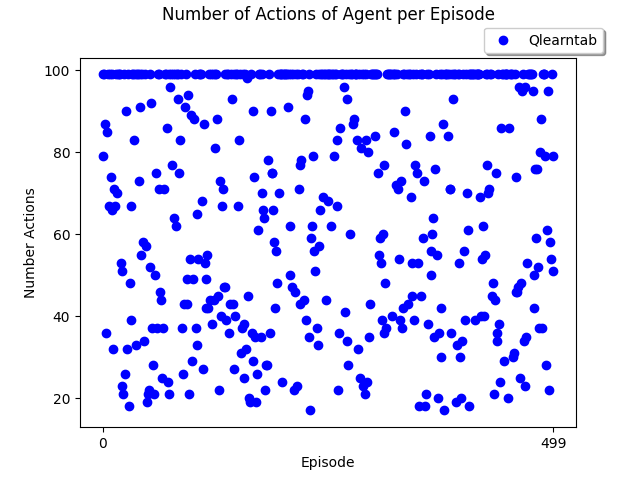 Number of Actions of Agent per Episode
Qlearntab
100
80
60
40
20
Number Actions
0
499
Episode